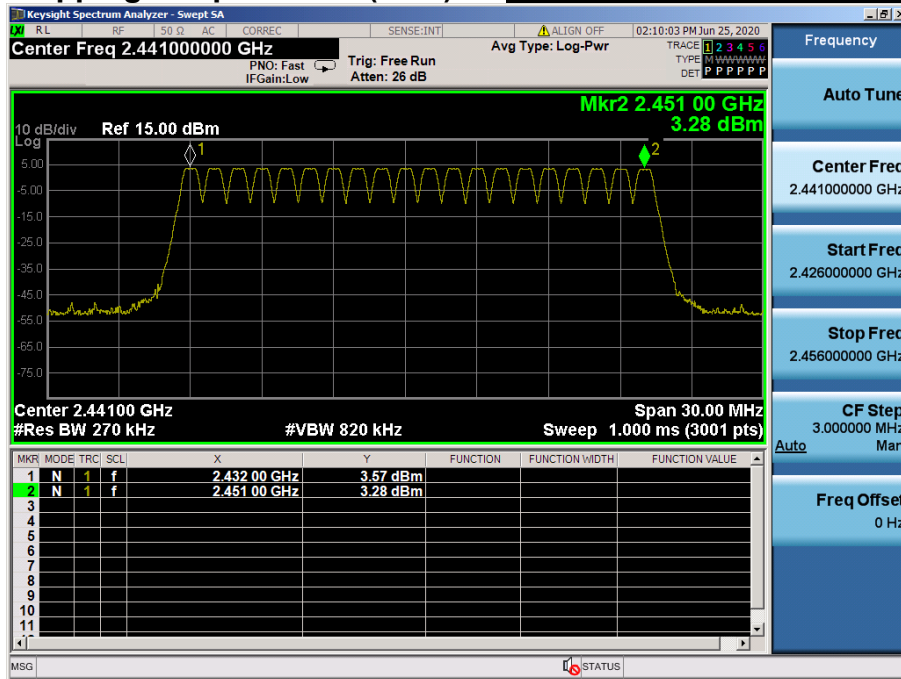 Keysight Spectrum Analyzer - Swept SA
LXI RL RF 50 Ω AC CORREC SENSE:INT ALIGN OFF 02:10:03 PM Jun 25, 2020
Center Freq 2.441000000 GHz
PNO: Fast
IFGain:Low
Trig: Free Run
Atten: 26 dB
Avg Type: Log-Pwr
TRACE 1 2 3 4 5 6
TYPE M WWWWW
DET P P P P P P
Mkr2 2.451 00 GHz
3.28 dBm
10 dB/div Ref 15.00 dBm
Log
1
2
5.00
-5.00
-15.0
-25.0
-35.0
-45.0
-55.0
-65.0
-75.0
Center 2.44100 GHz Span 30.00 MHz
#Res BW 270 kHz #VBW 820 kHz Sweep 1.000 ms (3001 pts)
MKR MODE TRC SCL X Y FUNCTION FUNCTION WIDTH FUNCTION VALUE
1 N 1 f 2.432 00 GHz 3.57 dBm
2 N 1 f 2.451 00 GHz 3.28 dBm
3
4
5
6
7
8
9
10
11
MSG STATUS
Frequency
Auto Tune
Center Freq
2.441000000 GHz
Start Freq
2.426000000 GHz
Stop Freq
2.456000000 GHz
CF Step
3.000000 MHz
Auto Man
Freq Offset
0 Hz